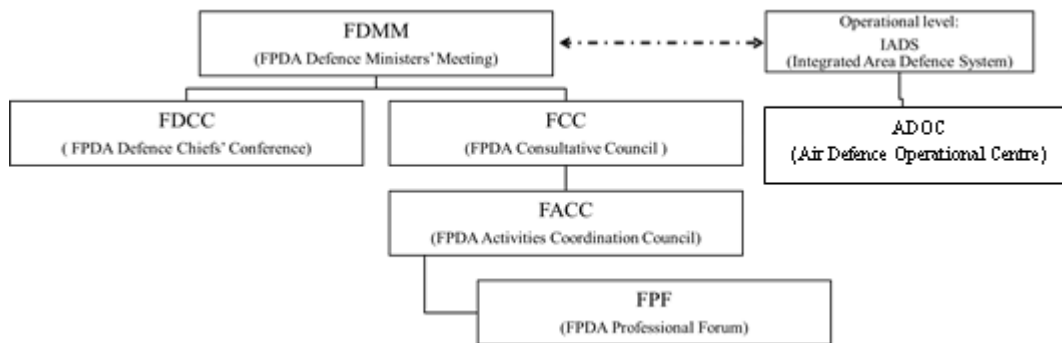 FDMM
(FPDA Defence Ministers' Meeting)
Operational level:
IADS
(Integrated Area Defence System)
FDCC
( FPDA Defence Chiefs' Conference)
FCC
(FPDA Consultative Council )
ADOC
(Air Defence Operational Centre)
FACC
(FPDA Activities Coordination Council)
FPF
(FPDA Professional Forum)